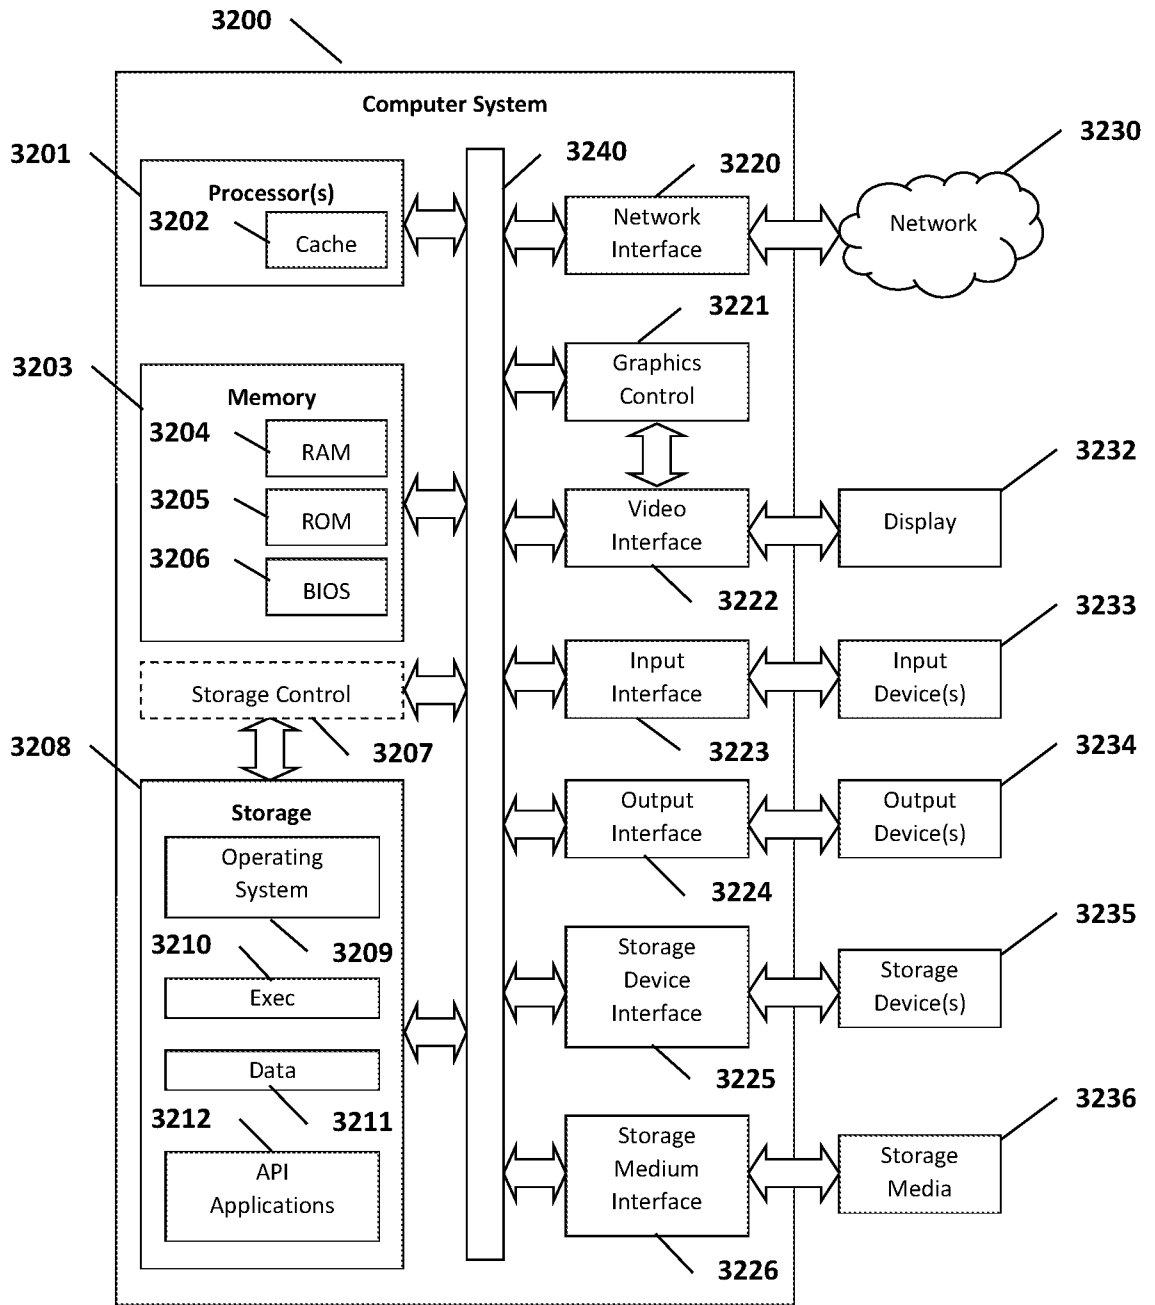 3200
Computer System
3201
Processor(s)
3202
Cache
3203
Memory
3204
RAM
3205
ROM
3206
BIOS
Storage Control
3207
3208
Storage
Operating
System
3209
3210
Exec
Data
3211
3212
API
Applications
3240
3220
Network
Interface
3230
Network
3221
Graphics
Control
Video
Interface
3222
3232
Display
Input
Interface
3223
3233
Input
Device(s)
Output
Interface
3224
3234
Output
Device(s)
Storage
Device
Interface
3225
3235
Storage
Device(s)
Storage
Medium
Interface
3226
3236
Storage
Media